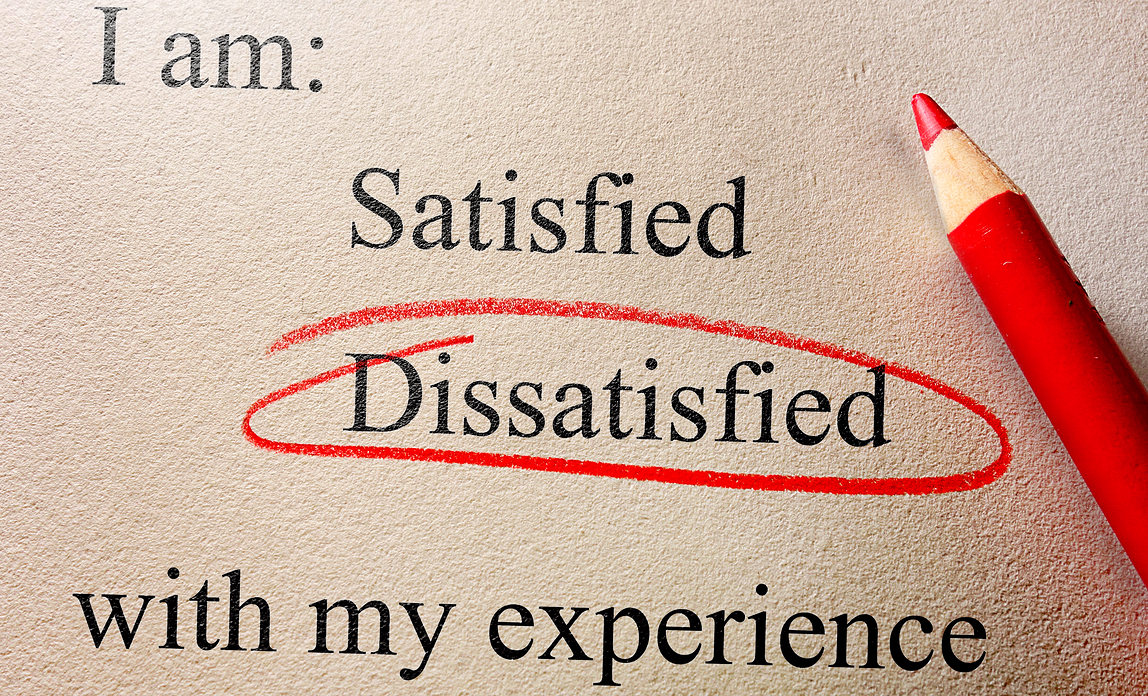 I am:
Satisfied
Dissatisfied
with my experience